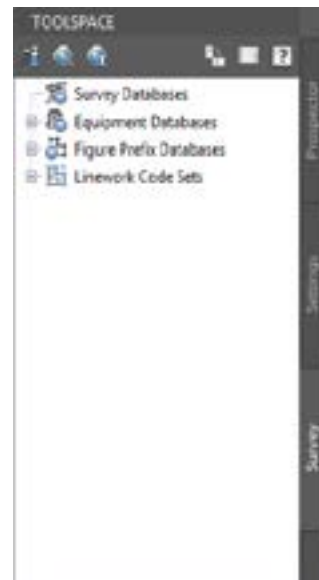 TOOLSPACE
Survey Databases
Equipment Databases
Figure Prefix Databases
Linework Code Sets
Prospector
Settings
Survey